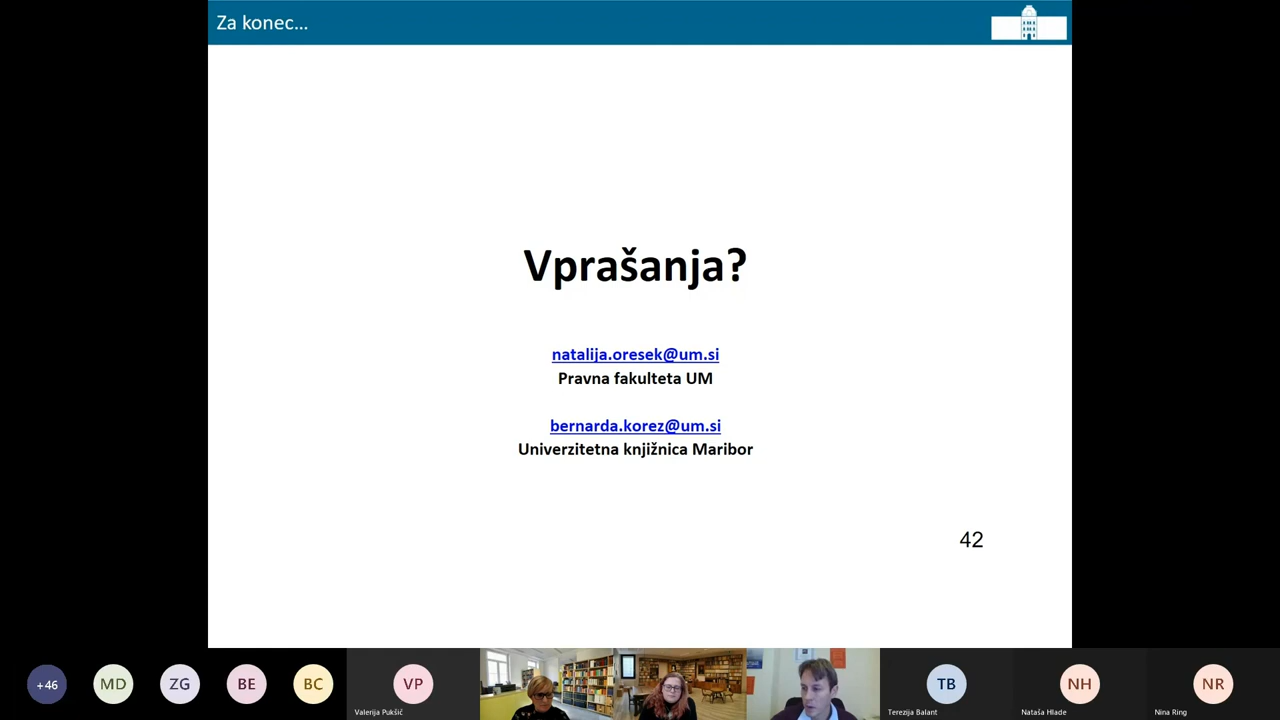 Za konec...
Vprašanja?
natalija.oresek@um.si
Pravna fakulteta UM
bernarda.korez@um.si
Univerzitetna knjižnica Maribor
42
+46
MD
ZG
BE
BC
VP
TB
NH
NR
Valerija Pukšič
Terezija Balant
Nataša Hlade
Nina Ring